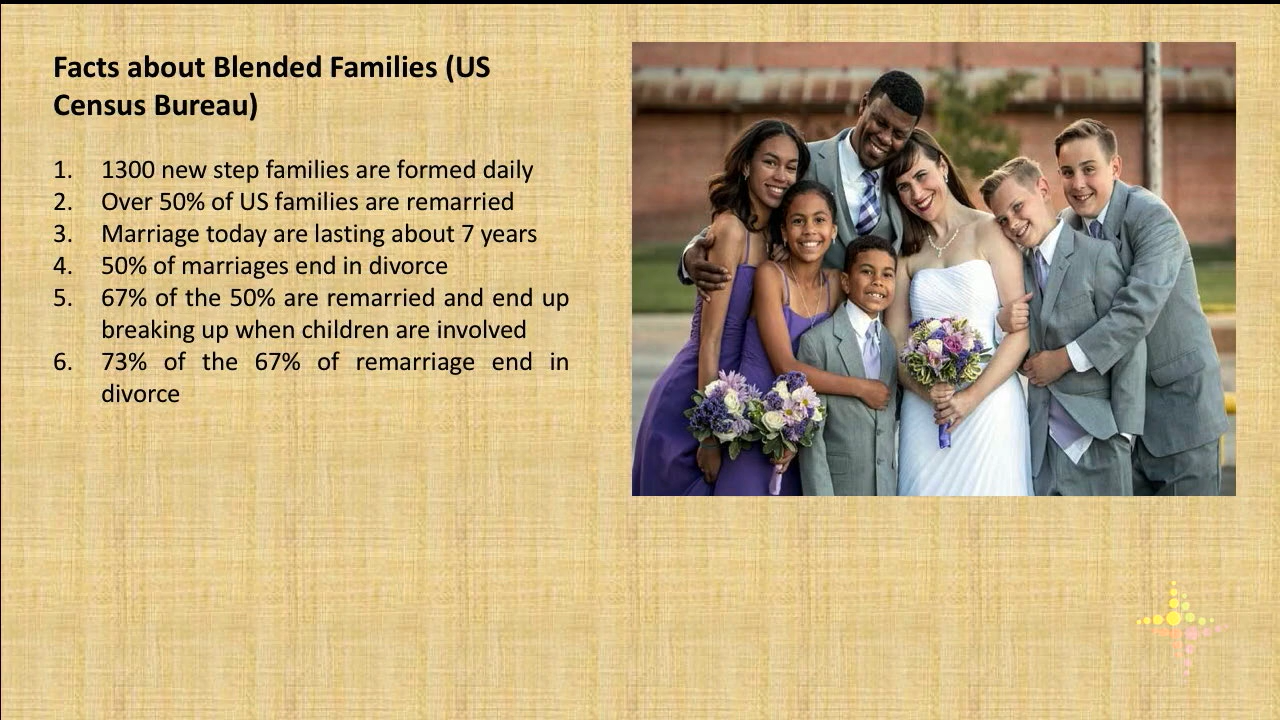 Facts about Blended Families (US
Census Bureau)
1. 1300 new step families are formed daily
2. Over 50% of US families are remarried
3. Marriage today are lasting about 7 years
4. 50% of marriages end in divorce
5. 67% of the 50% are remarried and end up
breaking up when children are involved
6. 73% of the 67% of remarriage end in
divorce